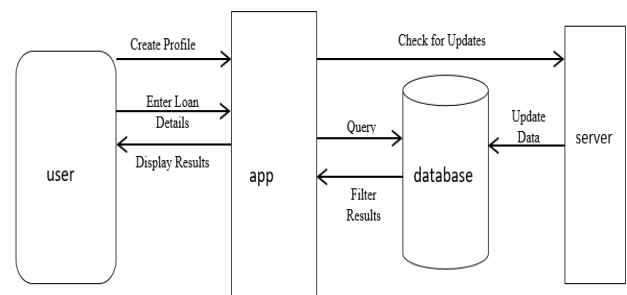 Create Profile
Check for Updates
Enter Loan
Details
Display Results
user
app
Query
Filter
Results
database
Update
Data
server